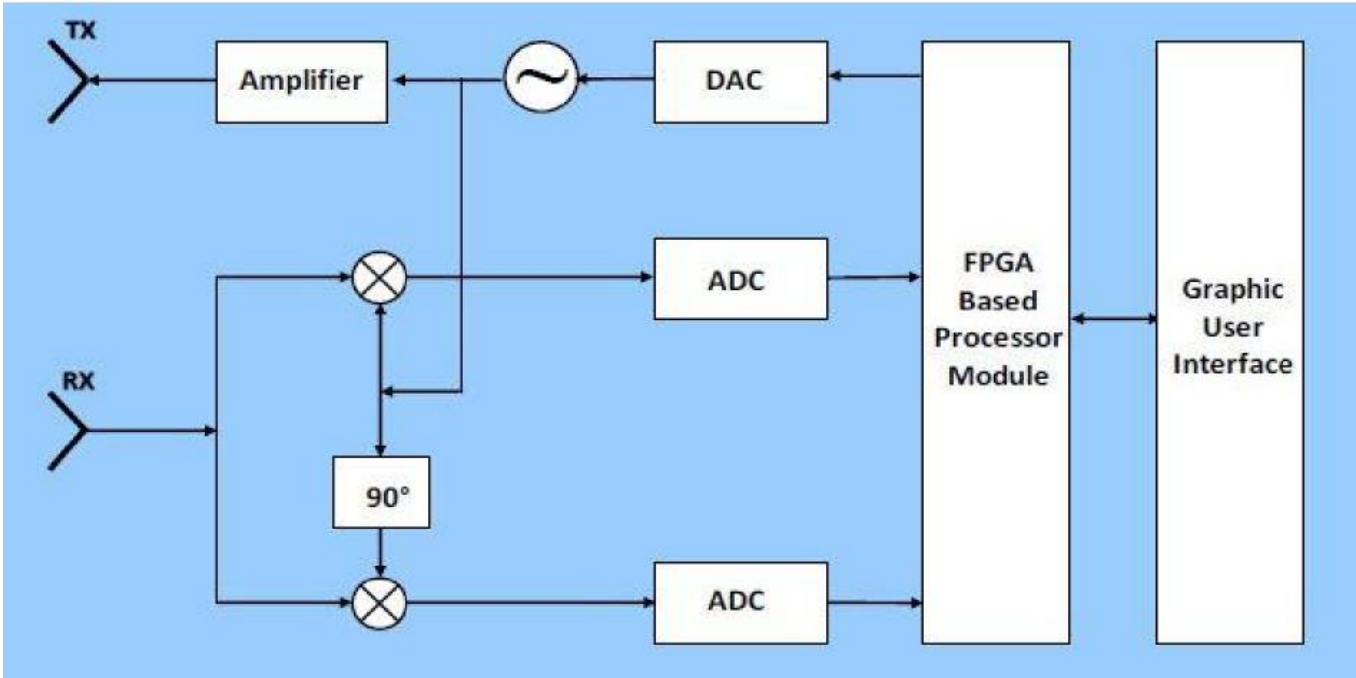 TX
Amplifier
~
DAC
ADC
FPGA
Based
Processor
Module
Graphic
User
Interface
RX
90°
ADC